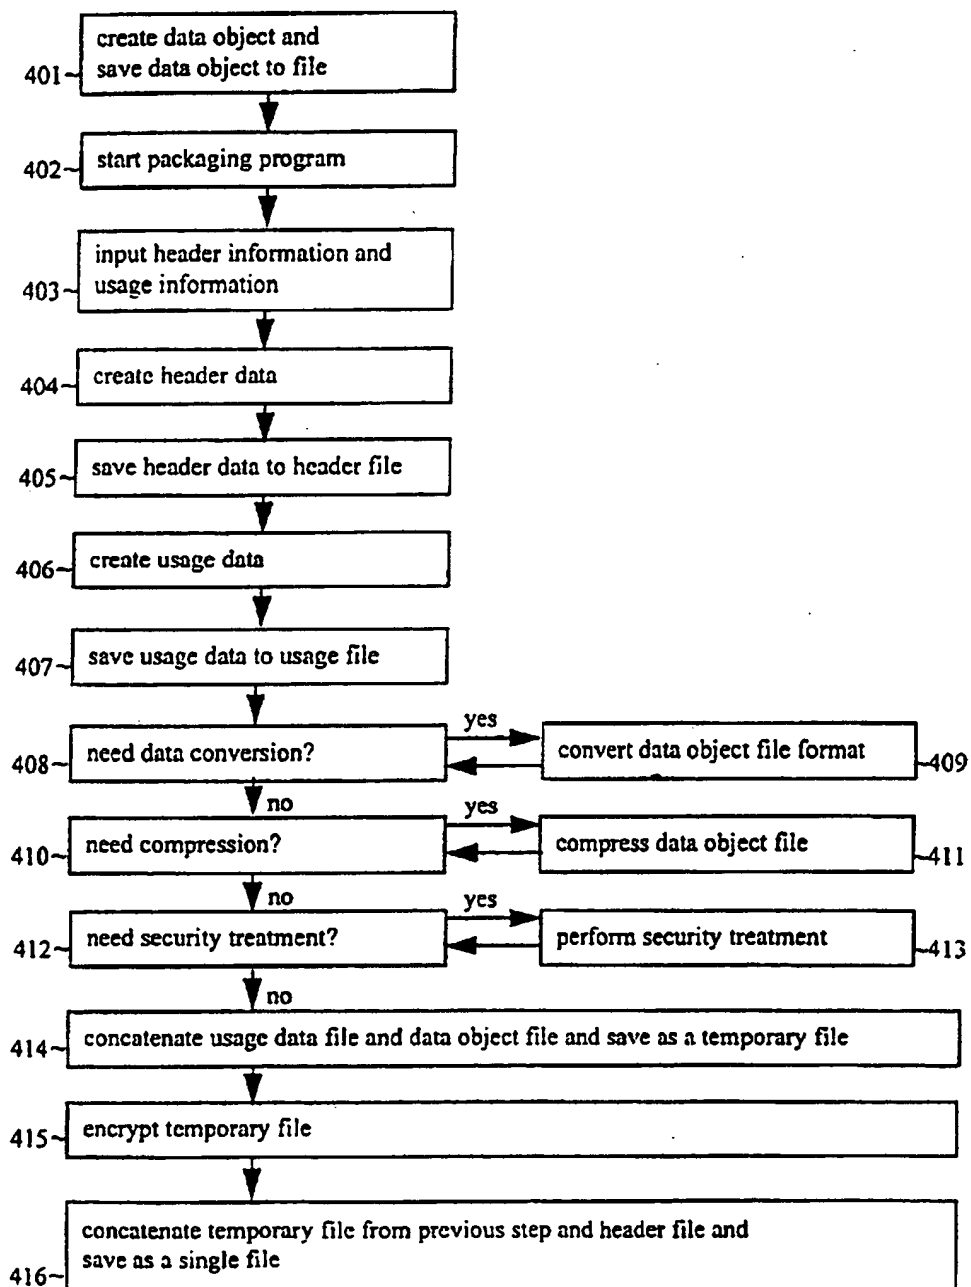 create data object and
save data object to file
401~
start packaging program
402~
input header information and
usage information
403~
create header data
404~
save header data to header file
405~
create usage data
406~
save usage data to usage file
407~
need data conversion?
408~
yes
convert data object file format
~409
no
need compression?
410~
yes
compress data object file
~411
no
need security treatment?
412~
yes
perform security treatment
~413
no
concatenate usage data file and data object file and save as a temporary file
414~
encrypt temporary file
415~
concatenate temporary file from previous step and header file and
save as a single file
416~